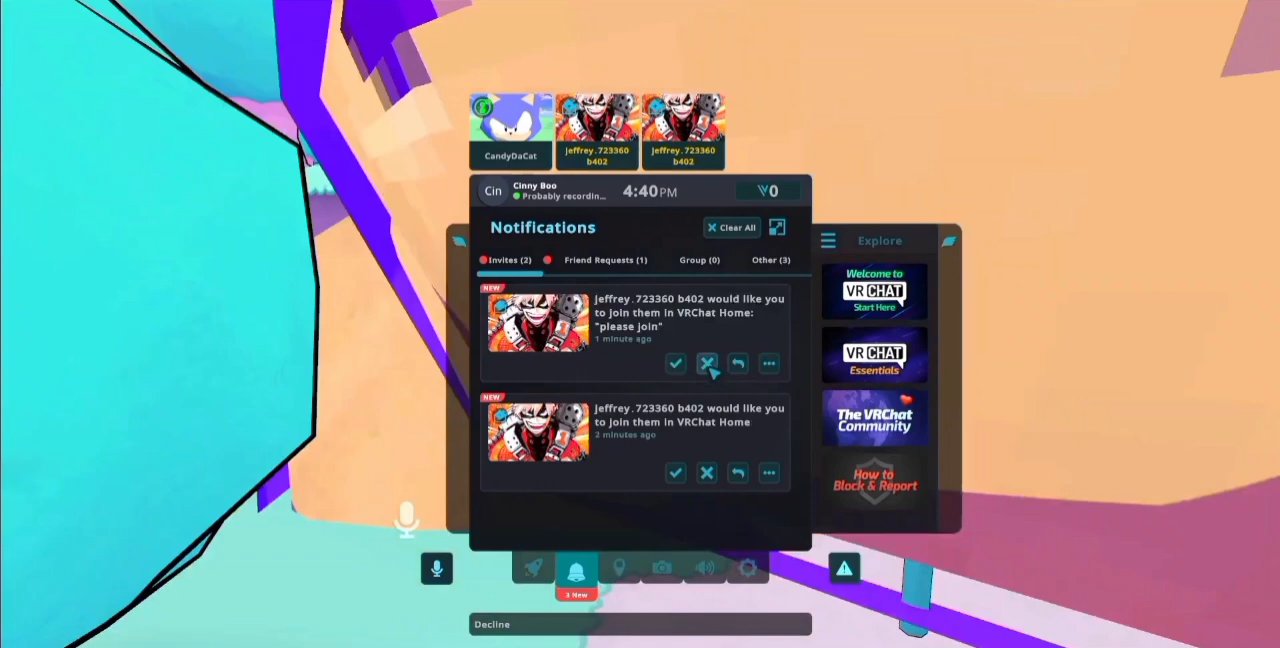 CandyDaCat
jeffrey.723360
b402
jeffrey.723360
b402
Cin
Cinny Boo
Probably recordin...
4:40PM
0
Notifications
Clear All
Invites (2)
Friend Requests (1)
Group (0)
Other (3)
NEW
jeffrey.723360 b402 would like you
to join them in VRChat Home:
"please join"
1 minute ago
NEW
jeffrey.723360 b402 would like you
to join them in VRChat Home
2 minutes ago
Explore
Welcome to
VRCHAT
Start Here
VRCHAT
Essentials
The VRChat
Community
How to
Block & Report
3 New
Decline